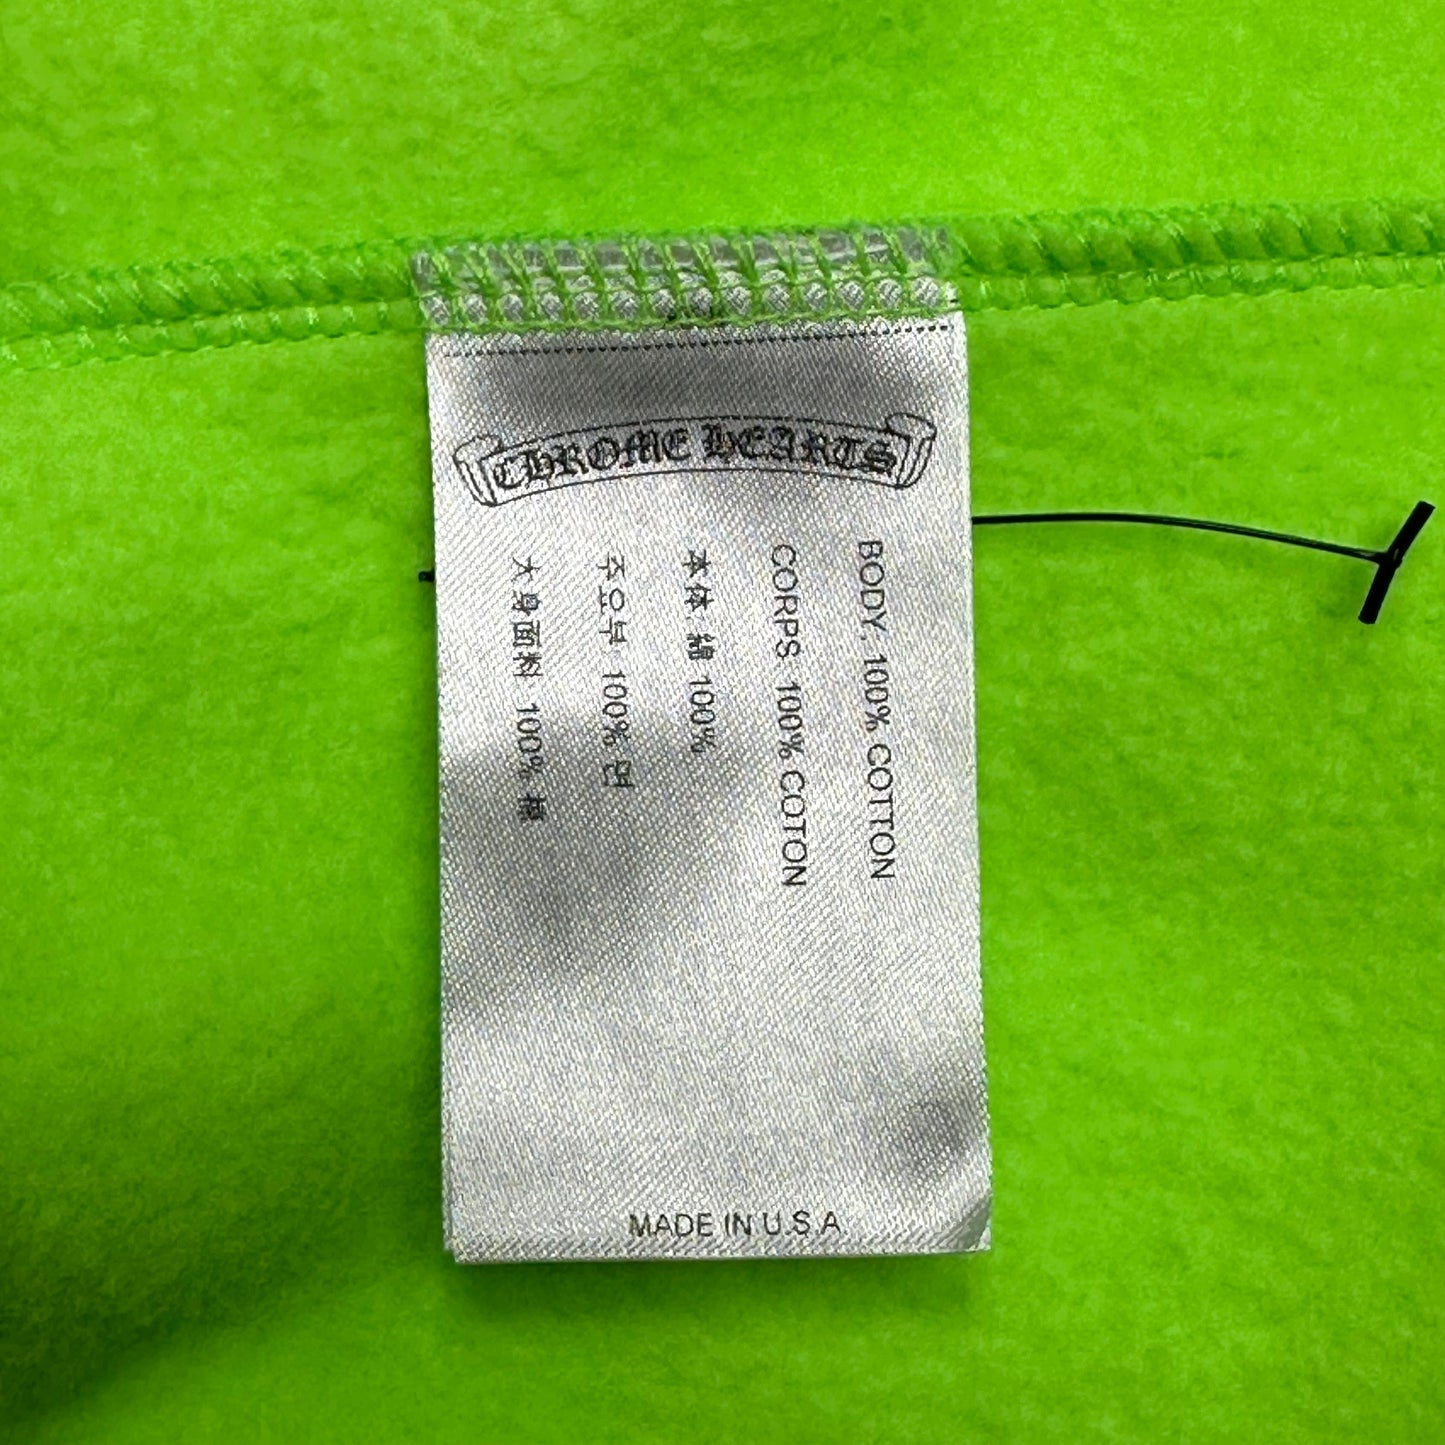 CHROME HEARTS
BODY: 100% COTTON
CORPS: 100% COTON
本体: 綿 100%
주요부 100% 면
大身面料 100% 棉
MADE IN U.S.A